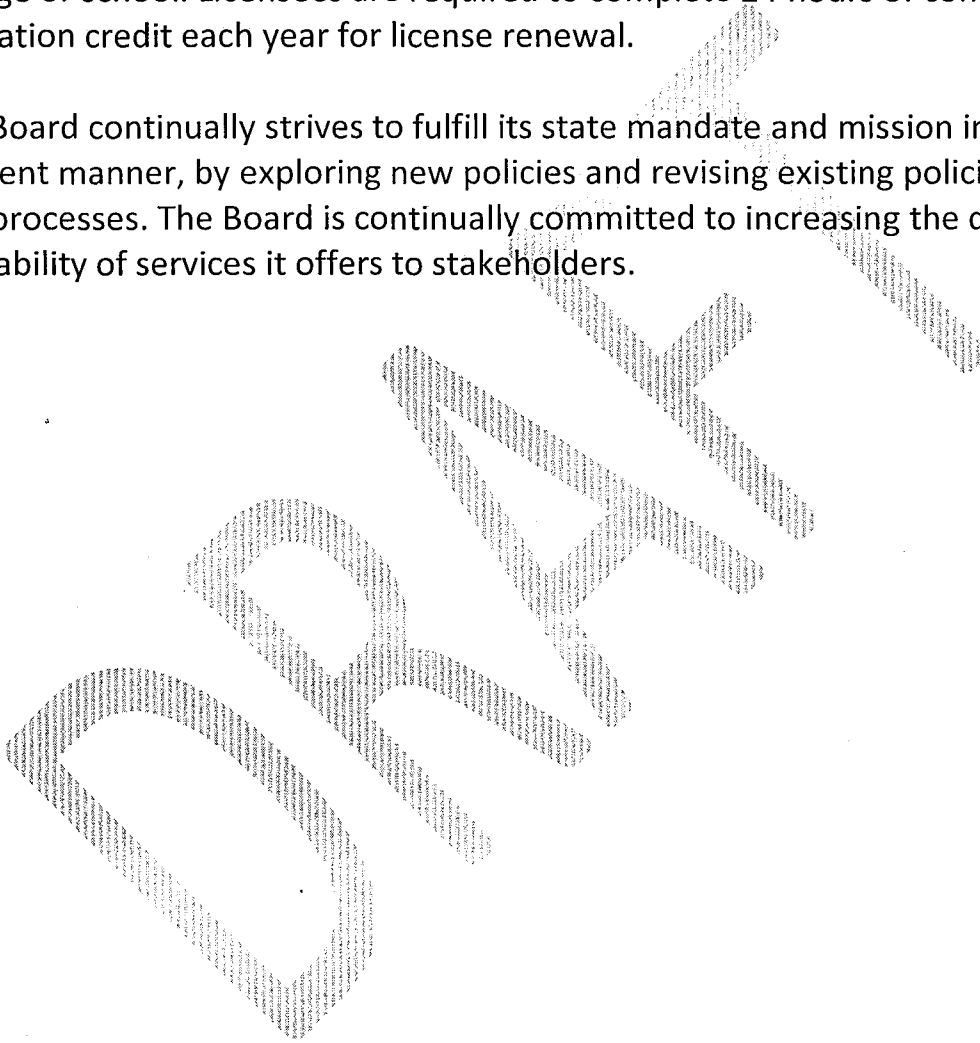 ation credit each year for license renewal.
Board continually strives to fulfill its state mandate and mission in
ent manner, by exploring new policies and revising existing polici
processes. The Board is continually committed to increasing the
ability of services it offers to stakeholders.
DRAFT